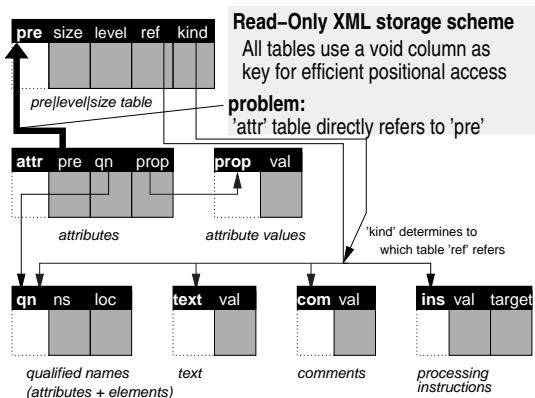 pre size level ref kind
Read-Only XML storage scheme
All tables use a void column as
key for efficient positional access
pre|level|size table
problem:
'attr' table directly refers to 'pre'
attr pre qn prop
prop val
attributes
attribute values
'kind' determines to
which table 'ref' refers
qn ns loc
text val
com val
ins val target
qualified names
(attributes + elements)
text
comments
processing
instructions